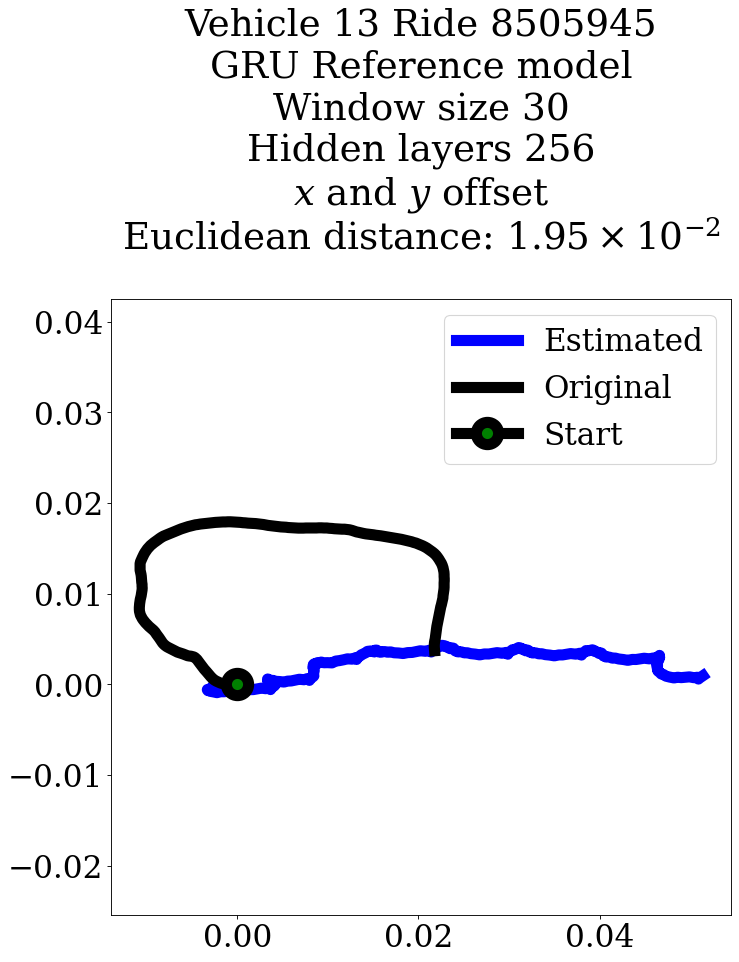 Vehicle 13 Ride 8505945
GRU Reference model
Window size 30
Hidden layers 256
x and y offset
Euclidean distance: 1.95 × 10⁻²
Estimated
Original
Start
0.04
0.03
0.02
0.01
0.00
−0.01
−0.02
0.00 0.02 0.04